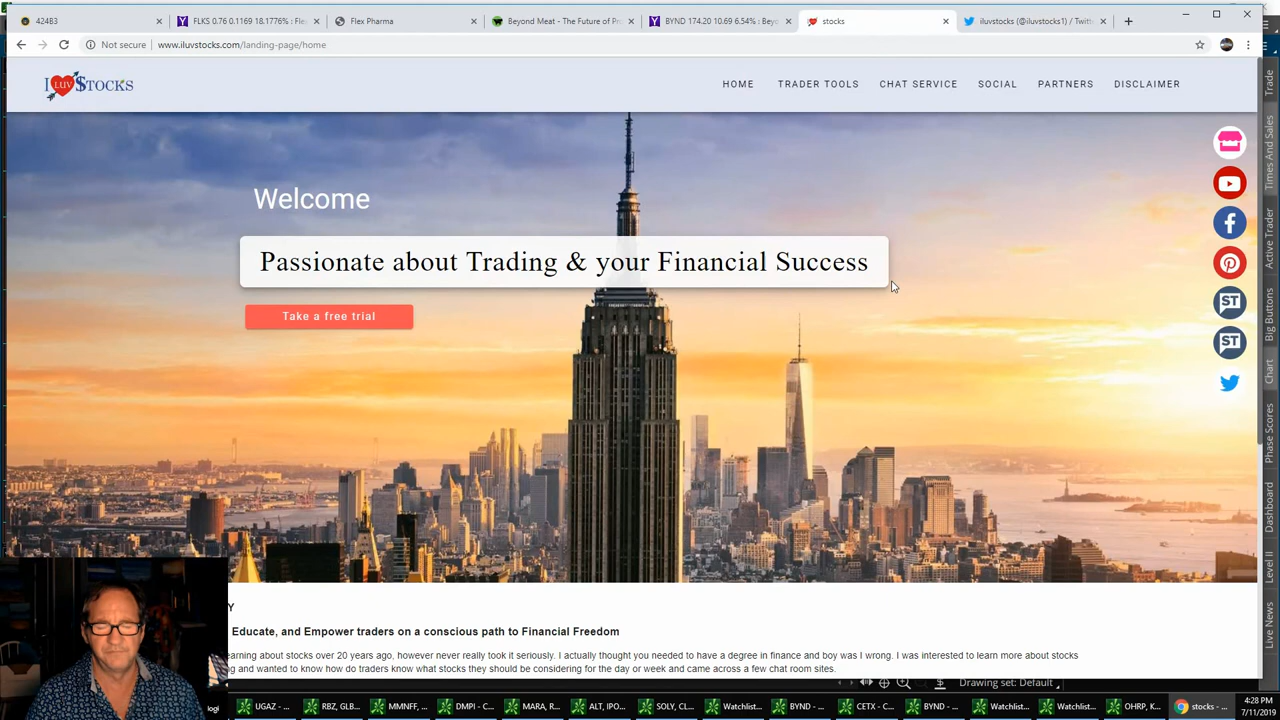 424B3
FLKS 0.76 0.1169 18.1776% : Fle
Flex Pharma
Beyond Meat - The Future of Pr
BYND 174.20 10.69 6.54% : Bey
stocks
iluvstocks (@iluvstocks1) / Twitt
Not secure www.iluvstocks.com/landing-page/home
I LUV $TOCKS
HOME TRADER TOOLS CHAT SERVICE SOCIAL PARTNERS DISCLAIMER
Welcome
Passionate about Trading & your Financial Success
Take a free trial
ST
ST
Trade
Times And Sales
Active Trader
Big Buttons
Chart
Phase Scores
Dashboard
Level II
Live News
Y
Educate, and Empower traders on a conscious path to Financial Freedom
earning about stocks over 20 years ago, however never really took it seriously. I actually thought you needed to have a degree in finance and boy was I wrong. I was interested to learn more about stocks
g and wanted to know how do traders know what stocks they should be considering for the day or week and came across a few chat room sites.
Drawing set: Default
logi
UGAZ - ...
RBZ, GLB...
MMNFF, ...
DMPI - C...
MARA, M...
ALT, IPO...
SOLY, CL...
Watchlist...
BYND - ...
CETX - C...
BYND - ...
Watchlist...
Watchlist...
OHRP, K...
stocks - ...
4:28 PM
7/11/2019